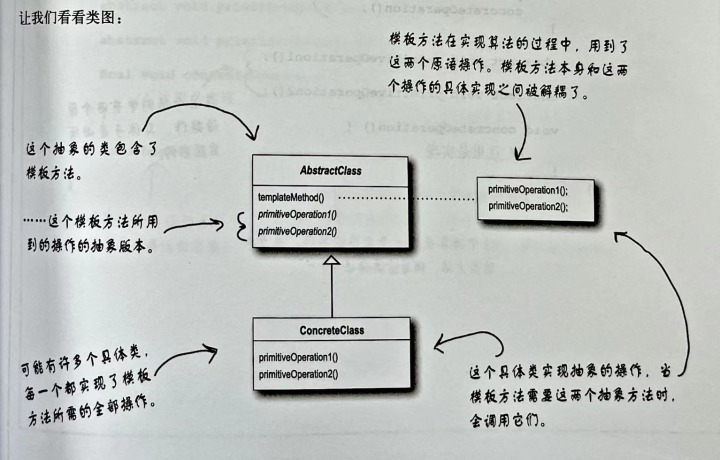 让我们看看类图：
模板方法在实现算法的过程中，用到了
这两个原语操作。模板方法本身和这两
个操作的具体实现之间被解耦了。
这个抽象的类包含了
模板方法。
AbstractClass
templateMethod()
primitiveOperation1()
primitiveOperation2()
primitiveOperation1();
primitiveOperation2();
……这个模板方法所用
到的操作的抽象版本。
ConcreteClass
primitiveOperation1()
primitiveOperation2()
可能有许多个具体类，
每一个都实现了模板
方法所需的全部操作。
这个具体类实现抽象的操作，当
模板方法需要这两个抽象方法时，
会调用它们。